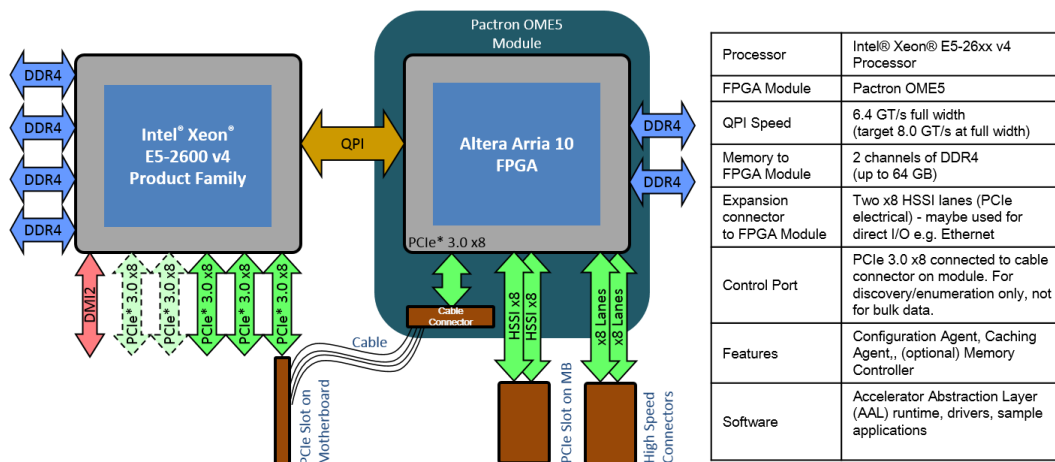 Pactron OME5
Module
DDR4
DDR4
DDR4
DDR4
Intel® Xeon®
E5-2600 v4
Product Family
QPI
Altera Arria 10
FPGA
DDR4
DDR4
PCIe* 3.0 x8
DMI2
PCIe* 3.0 x8
PCIe* 3.0 x8
PCIe* 3.0 x8
PCIe* 3.0 x8
PCIe* 3.0 x8
Cable
Connector
Cable
HSSI x8
HSSI x8
x8 Lanes
x8 Lanes
PCIe Slot on
Motherboard
PCIe Slot on MB
High Speed
Connectors
Processor
Intel® Xeon® E5-26xx v4
Processor
FPGA Module
Pactron OME5
QPI Speed
6.4 GT/s full width
(target 8.0 GT/s at full width)
Memory to
FPGA Module
2 channels of DDR4
(up to 64 GB)
Expansion
connector
to FPGA Module
Two x8 HSSI lanes (PCIe
electrical) - maybe used for
direct I/O e.g. Ethernet
Control Port
PCIe 3.0 x8 connected to cable
connector on module. For
discovery/enumeration only, not
for bulk data.
Features
Configuration Agent, Caching
Agent,, (optional) Memory
Controller
Software
Accelerator Abstraction Layer
(AAL) runtime, drivers, sample
applications